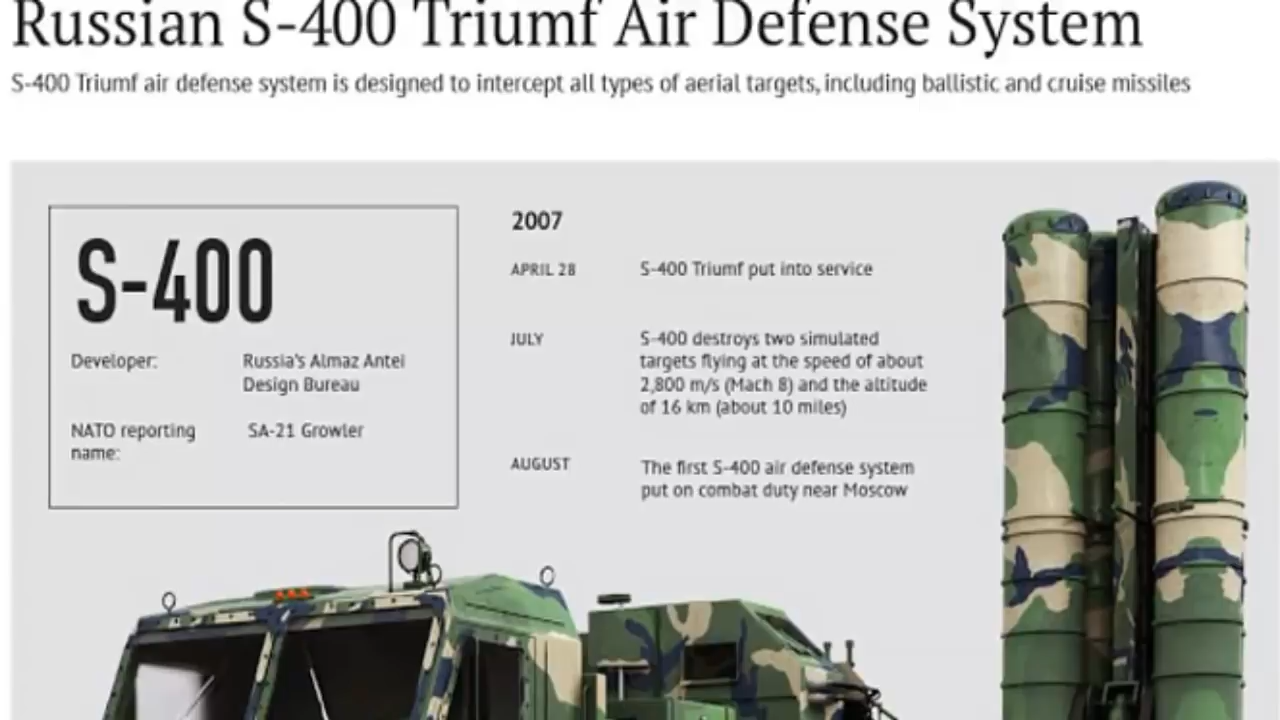 Russian S-400 Triumf Air Defense System
S-400 Triumf air defense system is designed to intercept all types of aerial targets, including ballistic and cruise missiles
S-400
Developer: Russia's Almaz Antei
Design Bureau
NATO reporting SA-21 Growler
name:
2007
APRIL 28 S-400 Triumf put into service
JULY S-400 destroys two simulated
targets flying at the speed of about
2,800 m/s (Mach 8) and the altitude
of 16 km (about 10 miles)
AUGUST The first S-400 air defense system
put on combat duty near Moscow